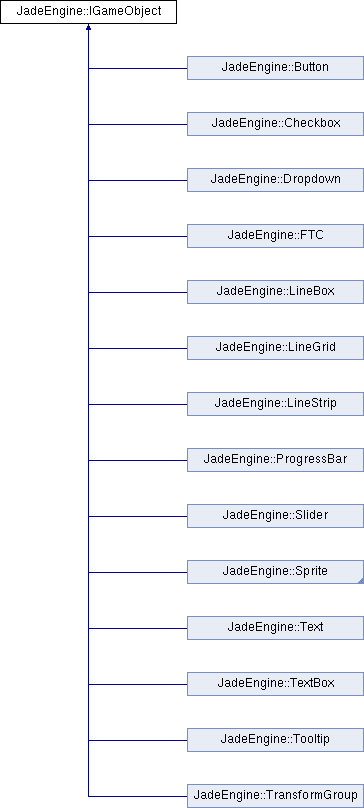 JadeEngine::IGameObject
JadeEngine::Button
JadeEngine::Checkbox
JadeEngine::Dropdown
JadeEngine::FTC
JadeEngine::LineBox
JadeEngine::LineGrid
JadeEngine::LineStrip
JadeEngine::ProgressBar
JadeEngine::Slider
JadeEngine::Sprite
JadeEngine::Text
JadeEngine::TextBox
JadeEngine::Tooltip
JadeEngine::TransformGroup